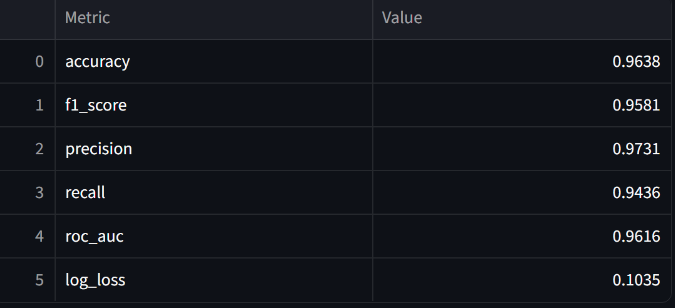 Metric Value
0 accuracy 0.9638
1 f1_score 0.9581
2 precision 0.9731
3 recall 0.9436
4 roc_auc 0.9616
5 log_loss 0.1035